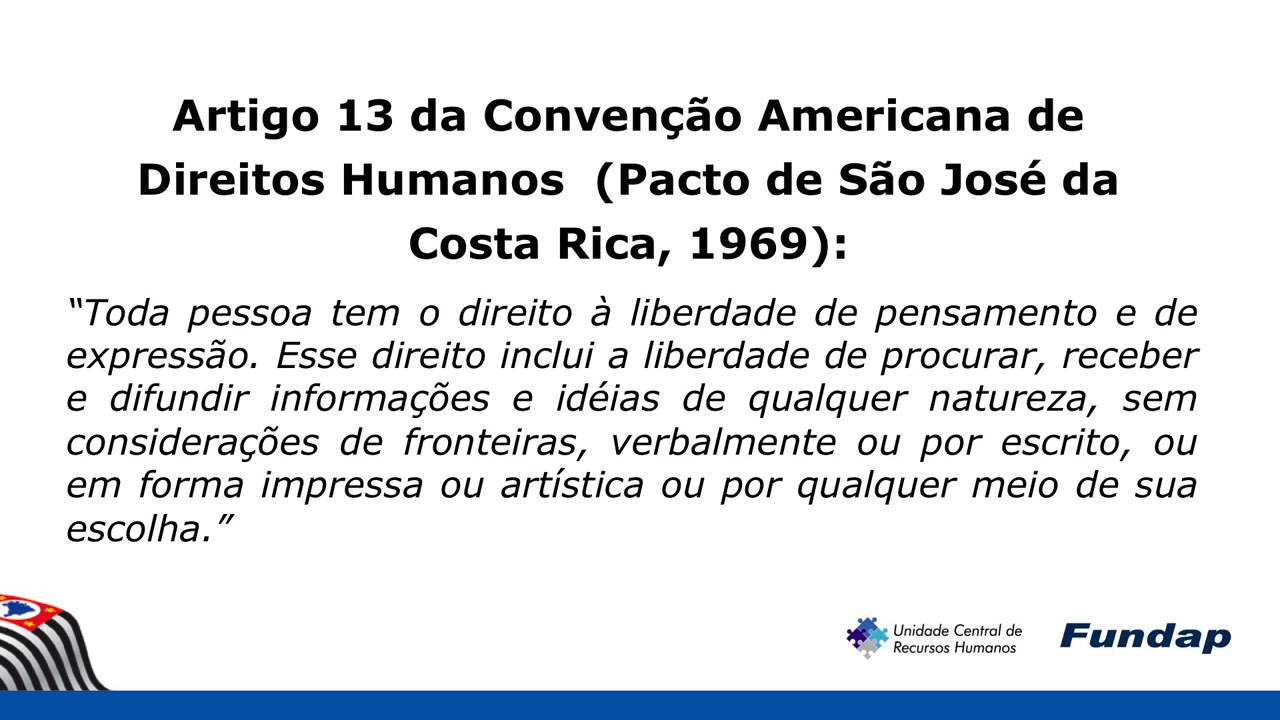 Artigo 13 da Convenção Americana de
Direitos Humanos (Pacto de São José da
Costa Rica, 1969):
“Toda pessoa tem o direito à liberdade de pensamento e de
expressão. Esse direito inclui a liberdade de procurar, receber
e difundir informações e idéias de qualquer natureza, sem
considerações de fronteiras, verbalmente ou por escrito, ou
em forma impressa ou artística ou por qualquer meio de sua
escolha.”
Unidade Central de
Recursos Humanos
Fundap